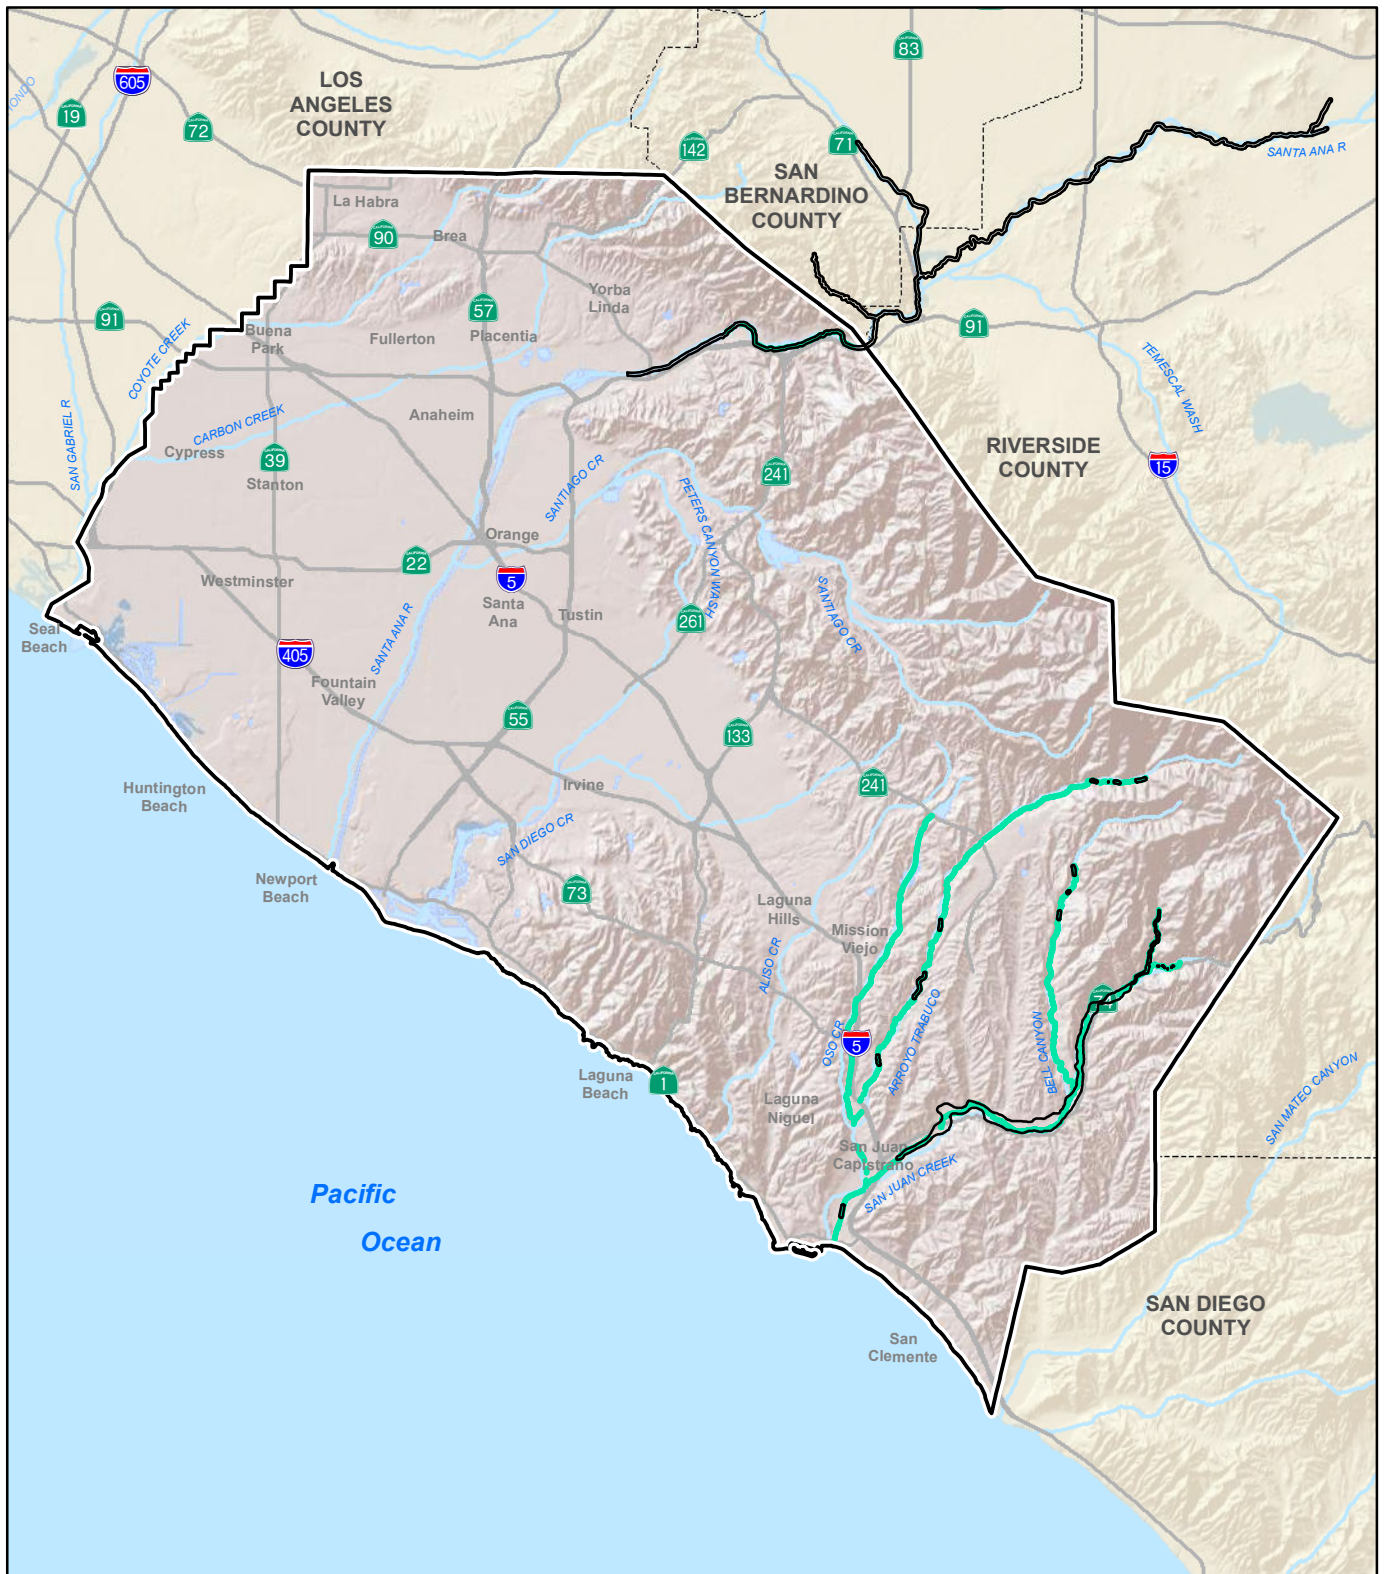 83
605
LOS
ANGELES
COUNTY
19
72
ONDO
142
71
SAN
BERNARDINO
COUNTY
SANTA ANA R
La Habra
CALIFORNIA
90
Brea
Yorba
Linda
57
91
Buena
Park
Fullerton
Placentia
91
COYOTE CREEK
TEMESCAL WASH
SAN GABRIEL R
Anaheim
CARBON CREEK
Cypress
39
Stanton
RIVERSIDE
COUNTY
15
241
SANTIAGO CR
PETERS CANYON WASH
Orange
22
5
Westminster
Santa
Ana
Tustin
SANTA ANA R
261
SANTIAGO CR
S
Seal
Beach
405
Fountain
Valley
55
133
Irvine
241
Huntington
Beach
SAN DIEGO CR
Newport
Beach
73
Laguna
Hills
Mission
Viejo
ALISO CR
OSO CR
5
ARROYO TRABUCO
BELL CANYON
Laguna
Beach
1
Laguna
Niguel
San Juan
Capistrano
SAN JUAN CREEK
SAN MATEO CANYON
Pacific
Ocean
SAN DIEGO
COUNTY
San
Clemente